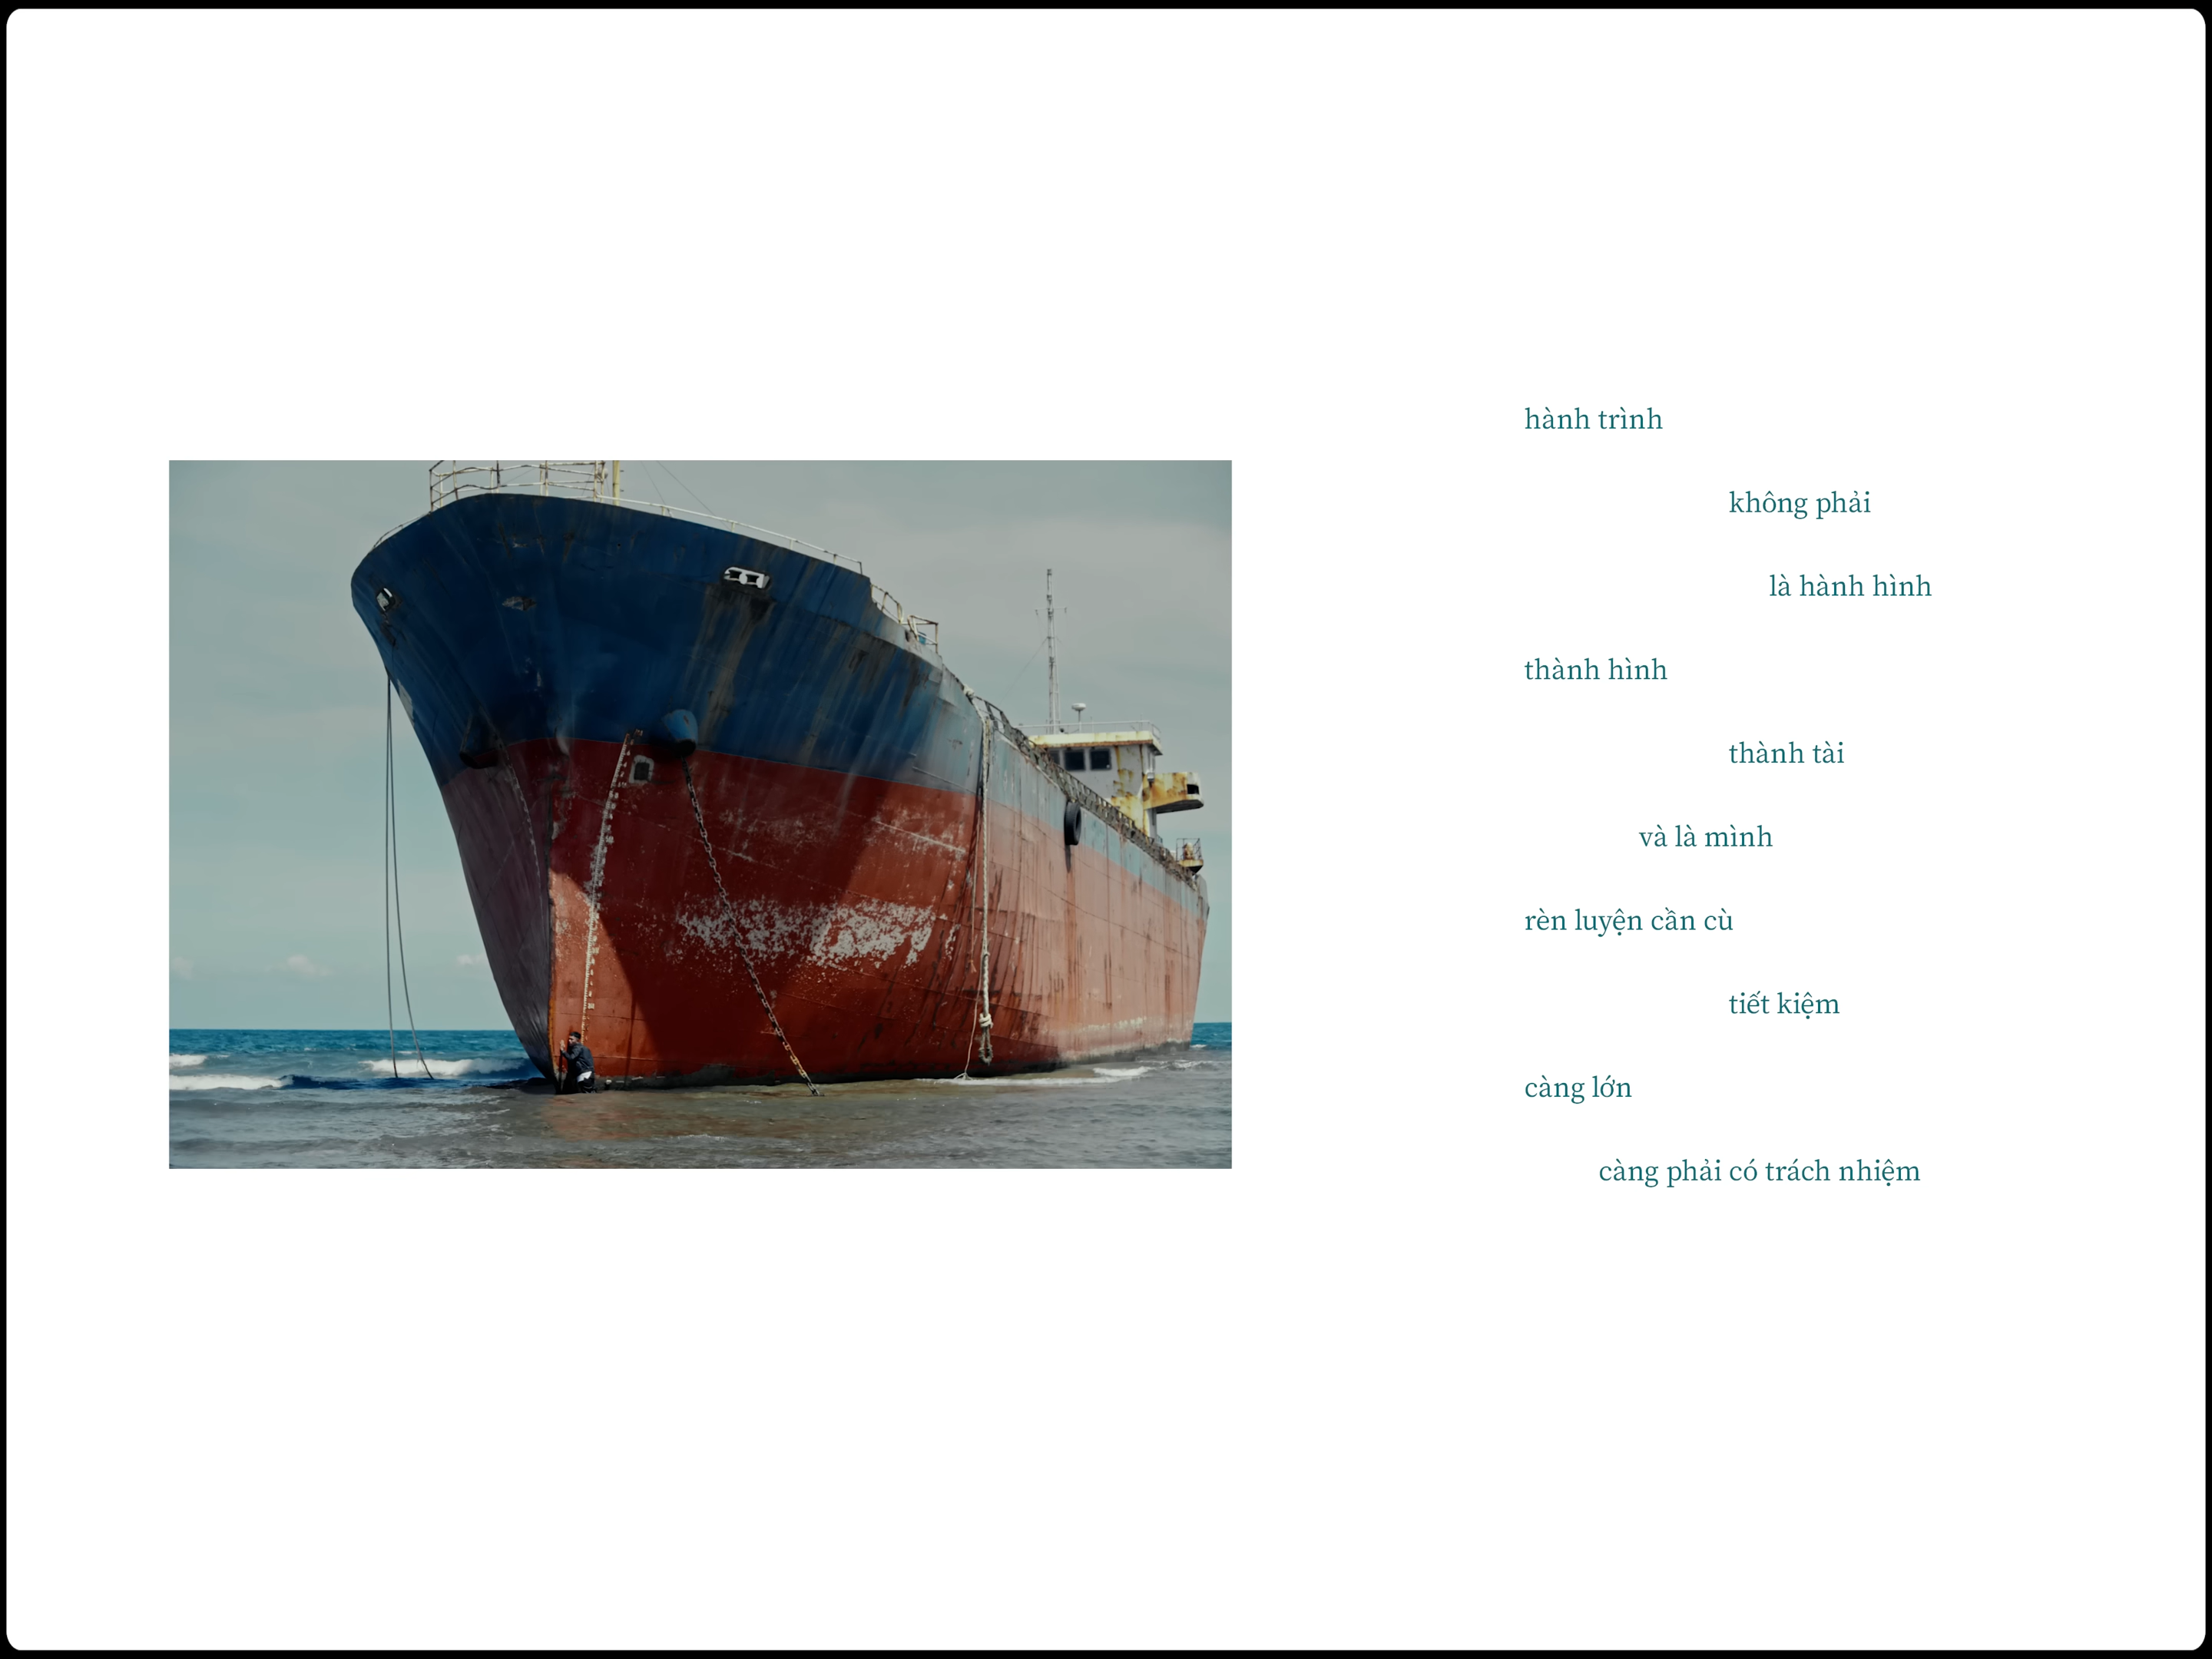 hành trình
không phải
là hành hình
thành hình
thành tài
và là mình
rèn luyện cần cù
tiết kiệm
càng lớn
càng phải có trách nhiệm